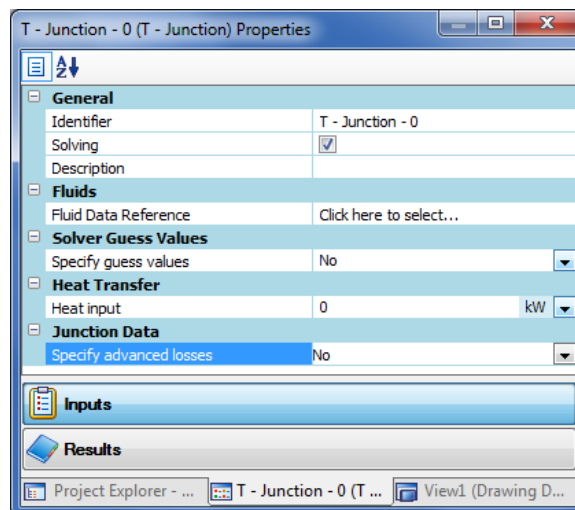 T - Junction - 0 (T - Junction) Properties
General
Identifier T - Junction - 0
Solving
Description
Fluids
Fluid Data Reference Click here to select...
Solver Guess Values
Specify guess values No
Heat Transfer
Heat input 0 kW
Junction Data
Specify advanced losses No
Inputs
Results
Project Explorer - ... T - Junction - 0 (T ... View1 (Drawing D...